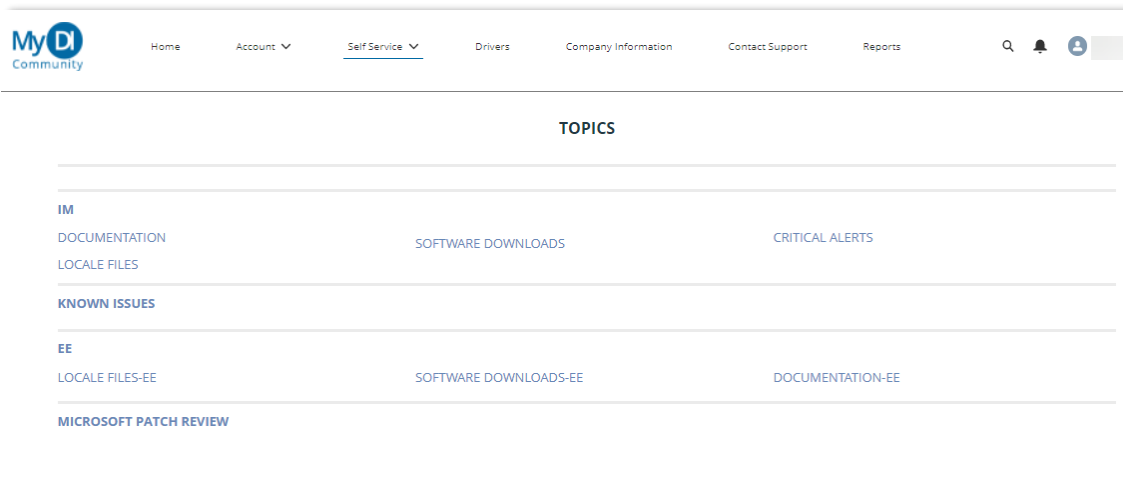 My DI
Community
Home Account Self Service Drivers Company Information Contact Support Reports
TOPICS
IM
DOCUMENTATION SOFTWARE DOWNLOADS CRITICAL ALERTS
LOCALE FILES
KNOWN ISSUES
EE
LOCALE FILES-EE SOFTWARE DOWNLOADS-EE DOCUMENTATION-EE
MICROSOFT PATCH REVIEW